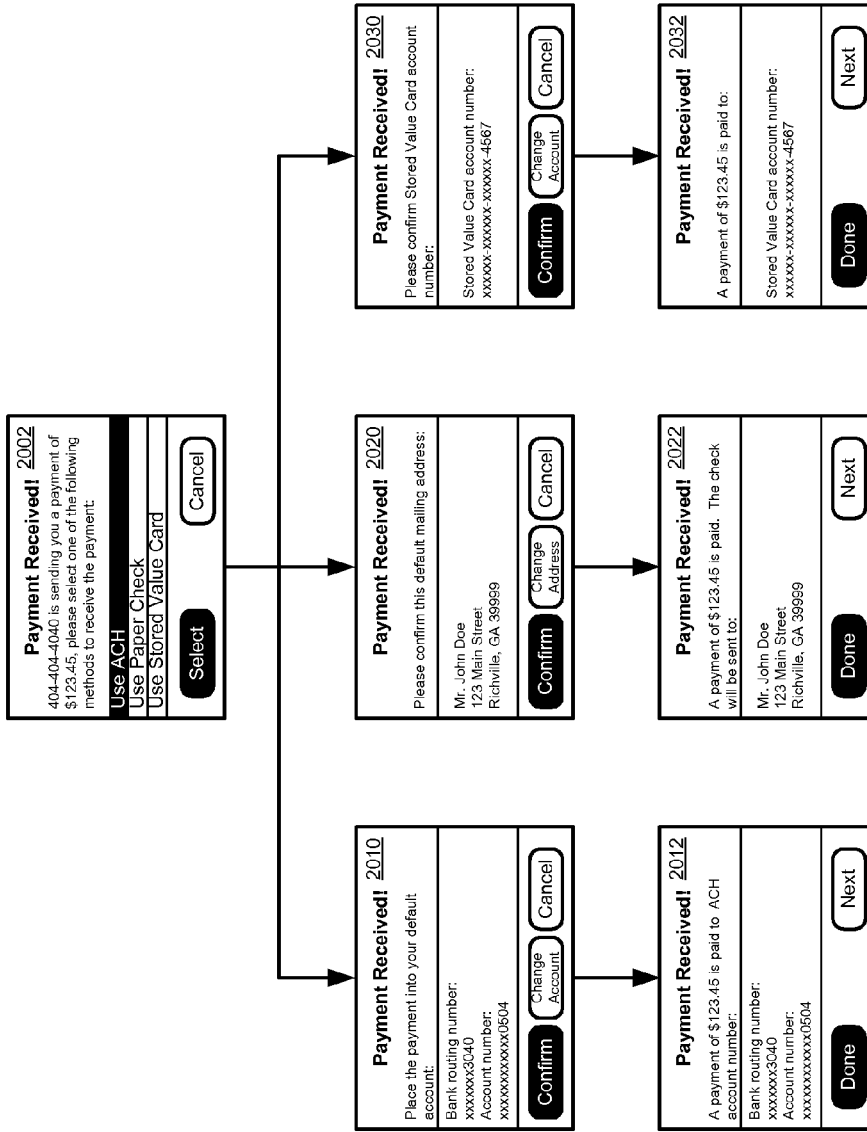 Payment Received! 2002
404-404-4040 is sending you a payment of
$123.45, please select one of the following
methods to receive the payment:
Use ACH
Use Paper Check
Use Stored Value Card
Select
Cancel
Payment Received! 2010
Place the payment into your default
account:
Bank routing number:
xxxxxxx3040
Account number:
xxxxxxxxxxxxx0504
Confirm
Change
Account
Cancel
Payment Received! 2020
Please confirm this default mailing address:
Mr. John Doe
123 Main Street
Richville, GA 39999
Confirm
Change
Address
Cancel
Payment Received! 2030
Please confirm Stored Value Card account
number:
Stored Value Card account number:
xxxxxx-xxxxxx-xxxxxx-4567
Confirm
Change
Account
Cancel
Payment Received! 2012
A payment of $123.45 is paid to ACH
account number:
Bank routing number:
xxxxxxx3040
Account number:
xxxxxxxxxxxxx0504
Done
Next
Payment Received! 2022
A payment of $123.45 is paid. The check
will be sent to:
Mr. John Doe
123 Main Street
Richville, GA 39999
Done
Next
Payment Received! 2032
A payment of $123.45 is paid to:
Stored Value Card account number:
xxxxxx-xxxxxx-xxxxxx-4567
Done
Next